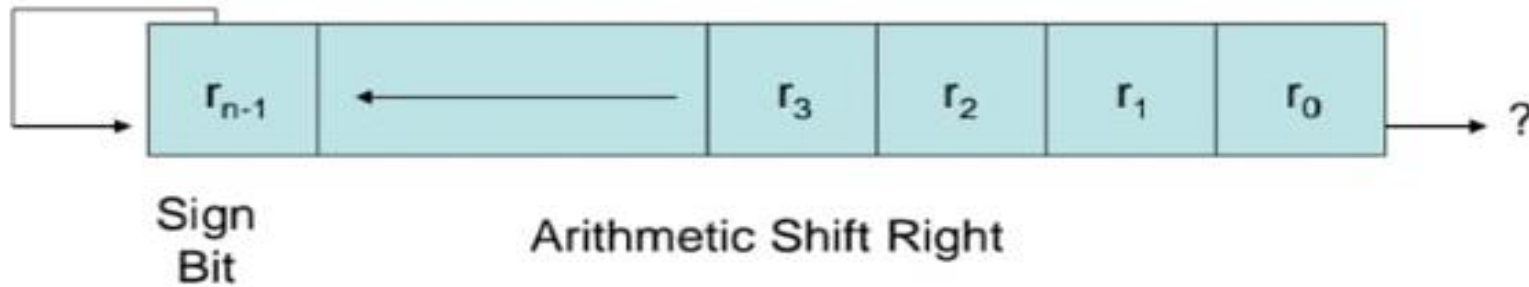 rₙ₋₁ r₃ r₂ r₁ r₀ ?
Sign
Bit
Arithmetic Shift Right